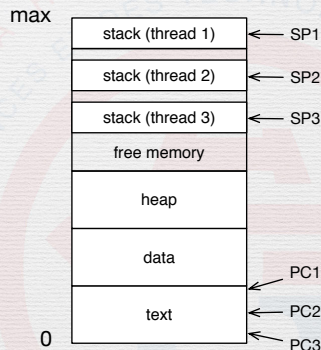 max
stack (thread 1)
SP1
stack (thread 2)
SP2
stack (thread 3)
SP3
free memory
heap
data
PC1
text
PC2
0
PC3